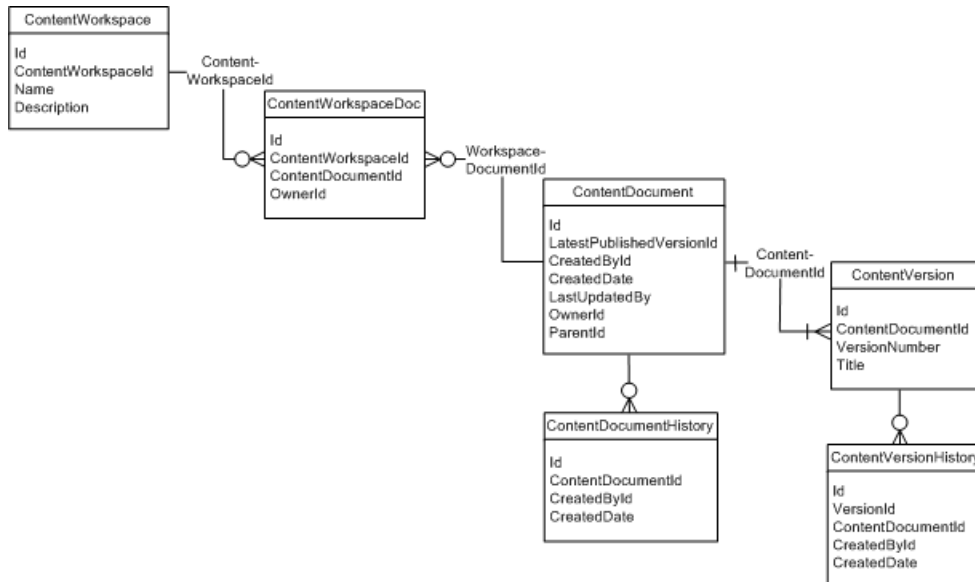 ContentWorkspace
Id
ContentWorkspaceId
Name
Description
Content-
WorkspaceId
ContentWorkspaceDoc
Id
ContentWorkspaceId
ContentDocumentId
OwnerId
Workspace-
DocumentId
ContentDocument
Id
LatestPublishedVersionId
CreatedById
CreatedDate
LastUpdatedBy
OwnerId
ParentId
Content-
DocumentId
ContentVersion
Id
ContentDocumentId
VersionNumber
Title
ContentDocumentHistory
Id
ContentDocumentId
CreatedById
CreatedDate
ContentVersionHistory
Id
VersionId
ContentDocumentId
CreatedById
CreatedDate